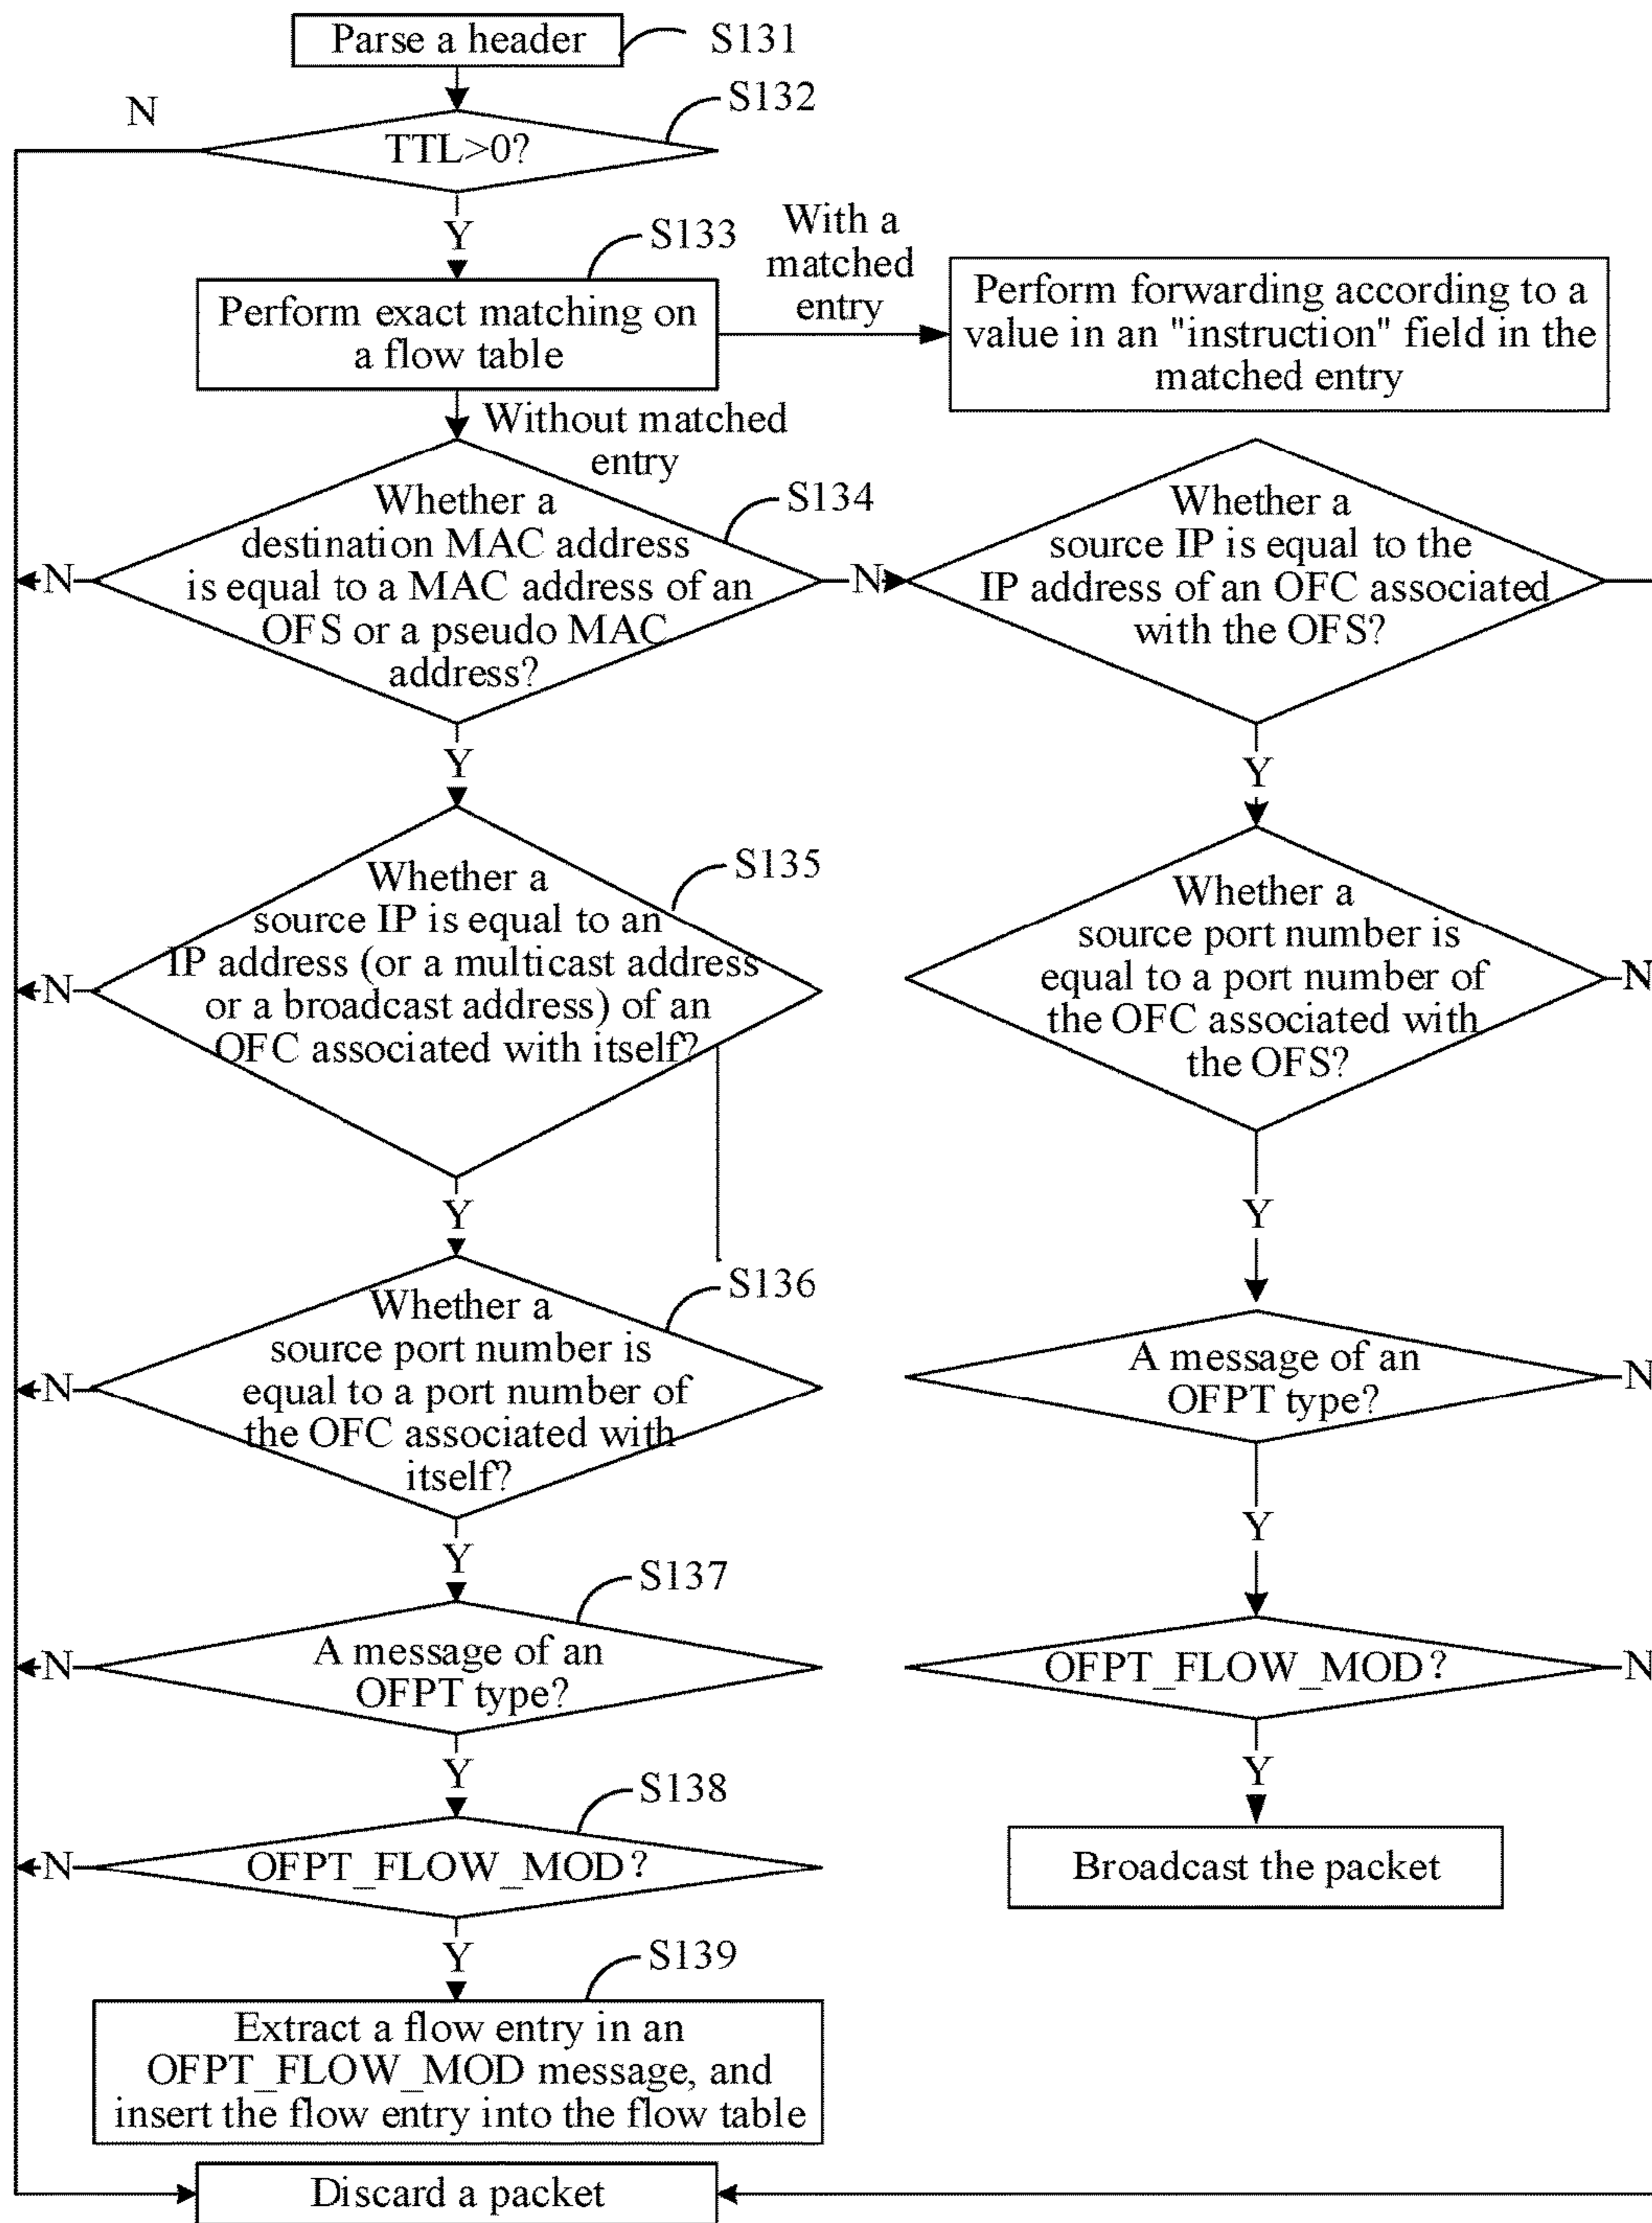 Parse a header
S131
N
S132
TTL>0?
Y
S133
With a
matched
entry
Perform exact matching on
a flow table
Perform forwarding according to a
value in an "instruction" field in the
matched entry
Without matched
entry
Whether a
destination MAC address
is equal to a MAC address of an
OFS or a pseudo MAC
address?
S134
N
N
Whether a
source IP is equal to the
IP address of an OFC associated
with the OFS?
Y
Y
Whether a
source IP is equal to an
IP address (or a multicast address
or a broadcast address) of an
OFC associated with itself?
S135
N
Whether a
source port number is
equal to a port number of
the OFC associated with
the OFS?
N
Y
Y
Whether a
source port number is
equal to a port number of
the OFC associated with
itself?
S136
N
A message of an
OFPT type?
N
Y
Y
S137
A message of an
OFPT type?
N
OFPT_FLOW_MOD?
N
Y
Y
S138
OFPT_FLOW_MOD?
N
Broadcast the packet
Y
S139
Extract a flow entry in an
OFPT_FLOW_MOD message, and
insert the flow entry into the flow table
Discard a packet